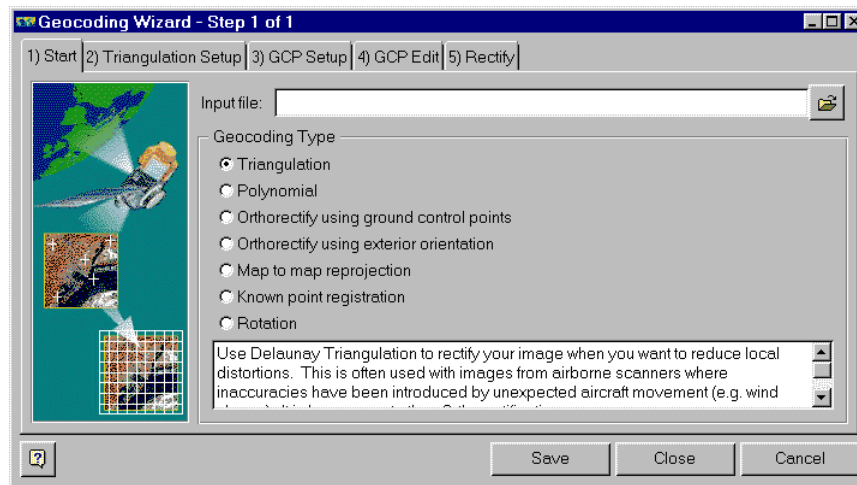 Geocoding Wizard - Step 1 of 1
1) Start 2) Triangulation Setup 3) GCP Setup 4) GCP Edit 5) Rectify
Input file:
Geocoding Type
Triangulation
Polynomial
Orthorectify using ground control points
Orthorectify using exterior orientation
Map to map reprojection
Known point registration
Rotation
Use Delaunay Triangulation to rectify your image when you want to reduce local
distortions. This is often used with images from airborne scanners where
inaccuracies have been introduced by unexpected aircraft movement (e.g. wind
Save Close Cancel